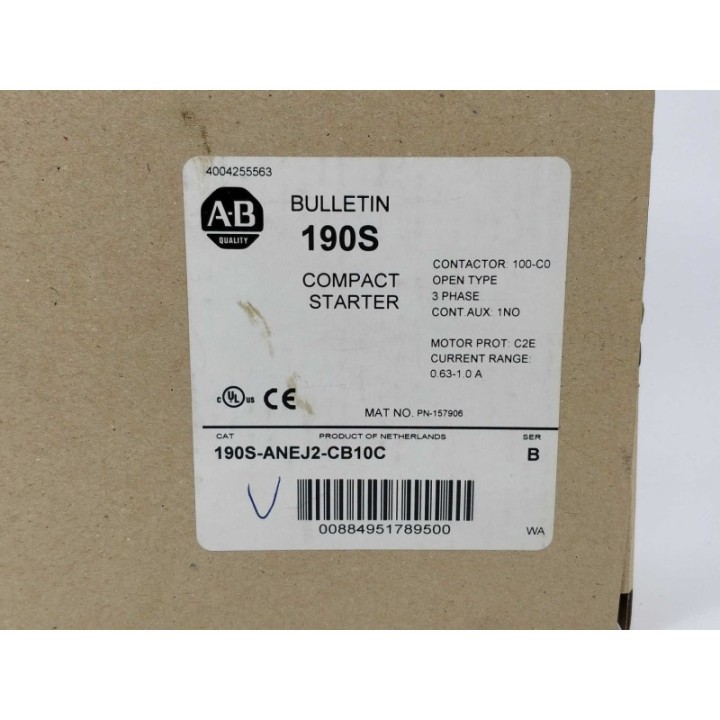 4004255563
A-B
QUALITY
BULLETIN
190S
COMPACT
STARTER
CONTACTOR: 100-C0
OPEN TYPE
3 PHASE
CONT.AUX: 1NO
MOTOR PROT: C2E
CURRENT RANGE:
0.63-1.0 A
c UL us CE
MAT NO. PN-157906
CAT PRODUCT OF NETHERLANDS SER
190S-ANEJ2-CB10C B
00884951789500
WA